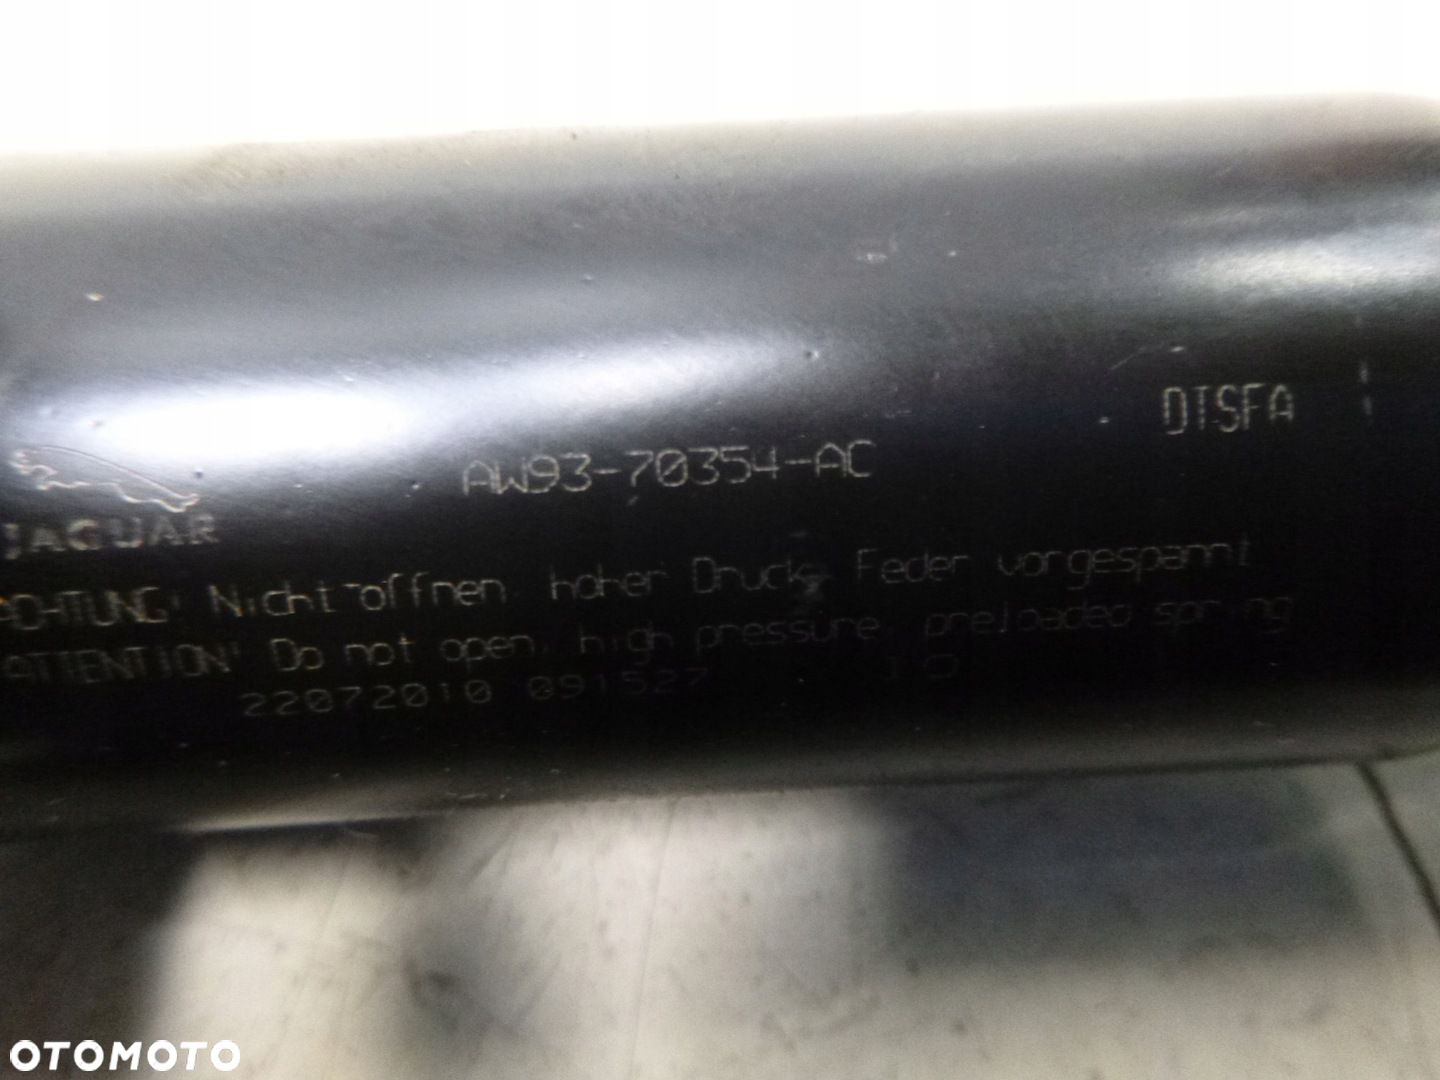 DTSFA
AW93-70354-AC
JAGUAR
ACHTUNG! Nicht öffnen, hoher Druck, Feder vorgespannt
ATTENTION! Do not open, high pressure, preloaded spring
22072010 091527
OTOMOTO